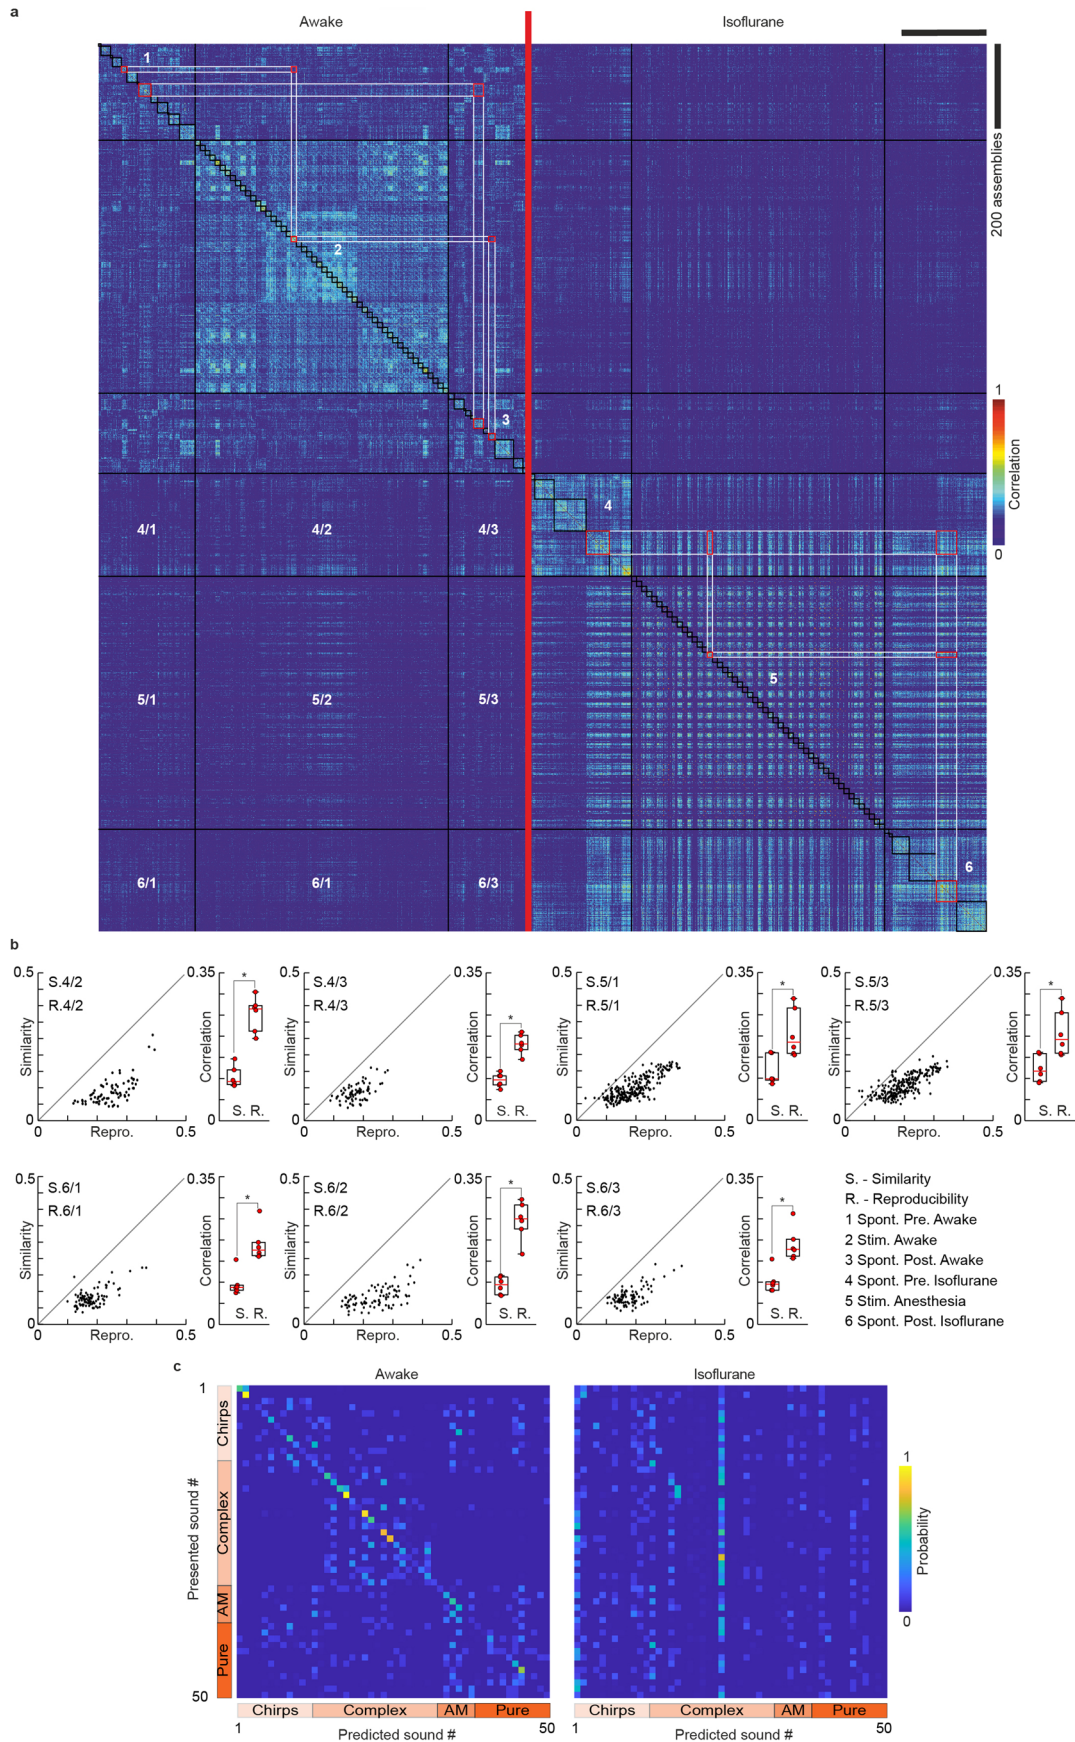 a
Awake
Isoflurane
200 assemblies
1
2
3
4
5
6
4/1
4/2
4/3
5/1
5/2
5/3
6/1
6/1
6/3
1
Correlation
0
b
0.5
S.4/2
R.4/2
Similarity
0
0
Repro.
0.5
0.35
*
Correlation
0
S. R.
S.4/3
R.4/3
Similarity
0
Repro.
0.5
0.35
*
Correlation
0
S. R.
0.5
S.5/1
R.5/1
Similarity
0
0
Repro.
0.5
0.35
*
Correlation
0
S. R.
0.5
S.5/3
R.5/3
Similarity
0
0
Repro.
0.5
0.35
*
Correlation
0
S. R.
0.5
S.6/1
R.6/1
Similarity
0
0
Repro.
0.5
0.35
*
Correlation
0
S. R.
0.5
S.6/2
R.6/2
Similarity
0
0
Repro.
0.5
0.35
*
Correlation
0
S. R.
0.5
S.6/3
R.6/3
Similarity
0
0
Repro.
0.5
0.35
*
Correlation
0
S. R.
S. - Similarity
R. - Reproducibility
1 Spont. Pre. Awake
2 Stim. Awake
3 Spont. Post. Awake
4 Spont. Pre. Isoflurane
5 Stim. Anesthesia
6 Spont. Post. Isoflurane
c
Awake
Isoflurane
1
Chirps
Complex
AM
Pure
50
Presented sound #
Chirps
Complex
AM
Pure
1
50
Predicted sound #
Chirps
Complex
AM
Pure
1
50
Predicted sound #
1
Probability
0